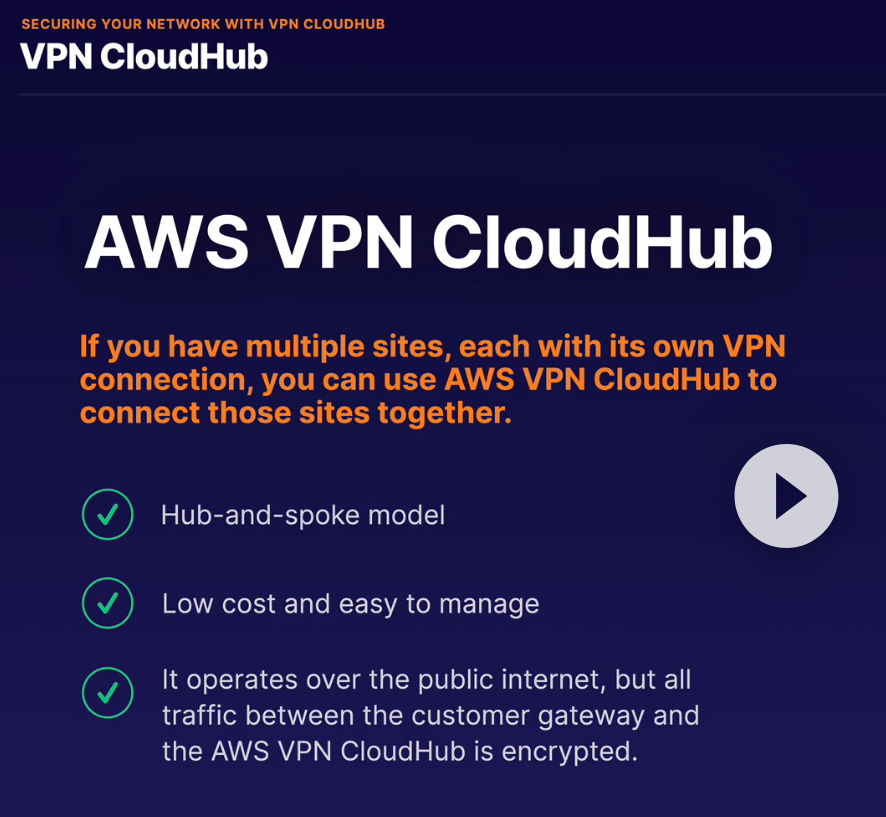 SECURING YOUR NETWORK WITH VPN CLOUDHUB
VPN CloudHub
AWS VPN CloudHub
If you have multiple sites, each with its own VPN
connection, you can use AWS VPN CloudHub to
connect those sites together.
Hub-and-spoke model
Low cost and easy to manage
It operates over the public internet, but all
traffic between the customer gateway and
the AWS VPN CloudHub is encrypted.